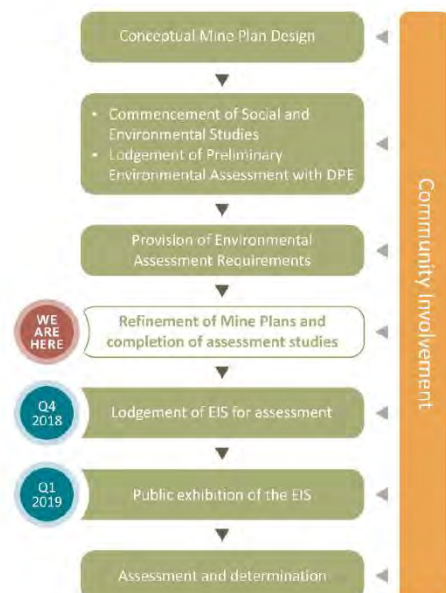 Conceptual Mine Plan Design
• Commencement of Social and
Environmental Studies
• Lodgement of Preliminary
Environmental Assessment with DPE
Provision of Environmental
Assessment Requirements
WE
ARE
HERE
Refinement of Mine Plans and
completion of assessment studies
Q4
2018
Lodgement of EIS for assessment
Q1
2019
Public exhibition of the EIS
Assessment and determination
Community Involvement